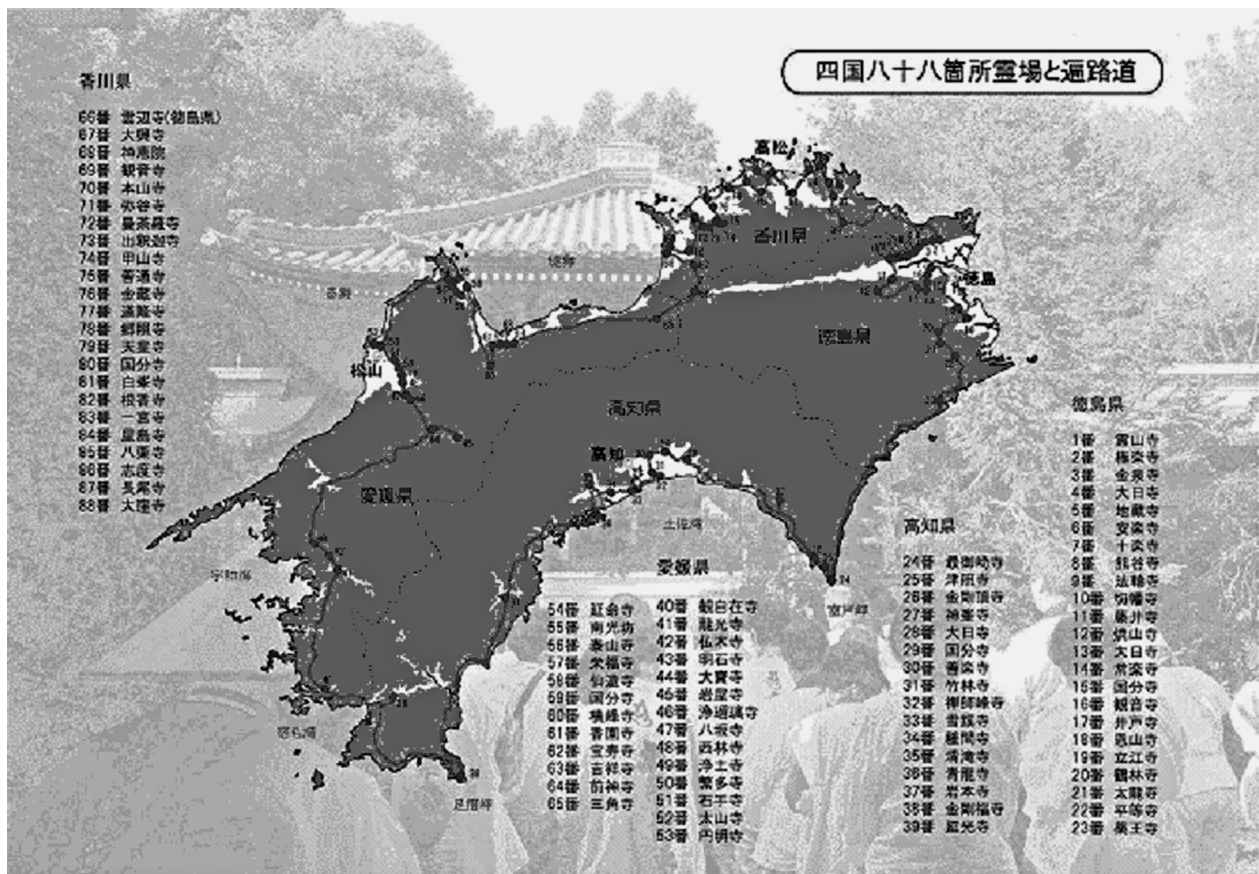 四国八十八箇所霊場と遍路道
香川県
66番 雲辺寺(徳島県)
67番 大興寺
68番 神恵院
69番 観音寺
70番 本山寺
71番 弥谷寺
72番 曼荼羅寺
73番 出釈迦寺
74番 甲山寺
75番 善通寺
76番 金蔵寺
77番 道隆寺
78番 郷照寺
79番 天皇寺
80番 国分寺
81番 白峯寺
82番 根香寺
83番 一宮寺
84番 屋島寺
85番 八栗寺
86番 志度寺
87番 長尾寺
88番 大窪寺
高松
香川県
徳島
徳島県
松山
高知県
高知
愛媛県
土佐湾
室戸岬
足摺岬
徳島県
1番 霊山寺
2番 極楽寺
3番 金泉寺
4番 大日寺
5番 地蔵寺
6番 安楽寺
7番 十楽寺
8番 熊谷寺
9番 法輪寺
10番 切幡寺
11番 藤井寺
12番 焼山寺
13番 大日寺
14番 常楽寺
15番 国分寺
16番 観音寺
17番 井戸寺
18番 恩山寺
19番 立江寺
20番 鶴林寺
21番 太龍寺
22番 平等寺
23番 薬王寺
高知県
24番 最御崎寺
25番 津照寺
26番 金剛頂寺
27番 神峯寺
28番 大日寺
29番 国分寺
30番 善楽寺
31番 竹林寺
32番 禅師峰寺
33番 雪蹊寺
34番 種間寺
35番 清滝寺
36番 青龍寺
37番 岩本寺
38番 金剛福寺
39番 延光寺
愛媛県
40番 観自在寺
41番 龍光寺
42番 仏木寺
43番 明石寺
44番 大寶寺
45番 岩屋寺
46番 浄瑠璃寺
47番 八坂寺
48番 西林寺
49番 浄土寺
50番 繁多寺
51番 石手寺
52番 太山寺
53番 円明寺
54番 延命寺
55番 南光坊
56番 泰山寺
57番 栄福寺
58番 仙遊寺
59番 国分寺
60番 横峰寺
61番 香園寺
62番 宝寿寺
63番 吉祥寺
64番 前神寺
65番 三角寺